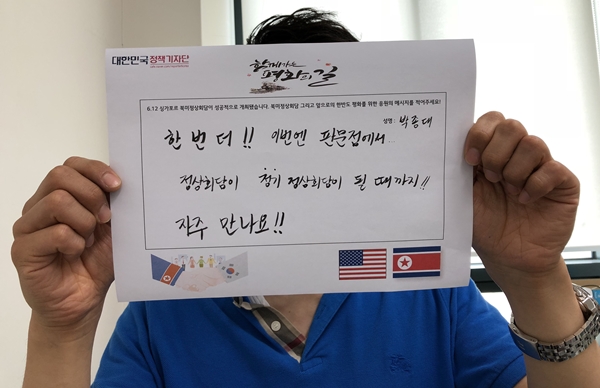 대한민국 정책기자단
함께가는
평화의 길
6.12 싱가포르 북미정상회담이 성공적으로 개최됐습니다. 북미정상회담 그리고 앞으로의 한반도 평화를 위한 응원의 메시지를 적어주세요!
성명 : 박종대
한번더!! 이번엔 판문점에서...
정상회담이 정기 정상회담이 될 때까지!!
자주 만나요!!